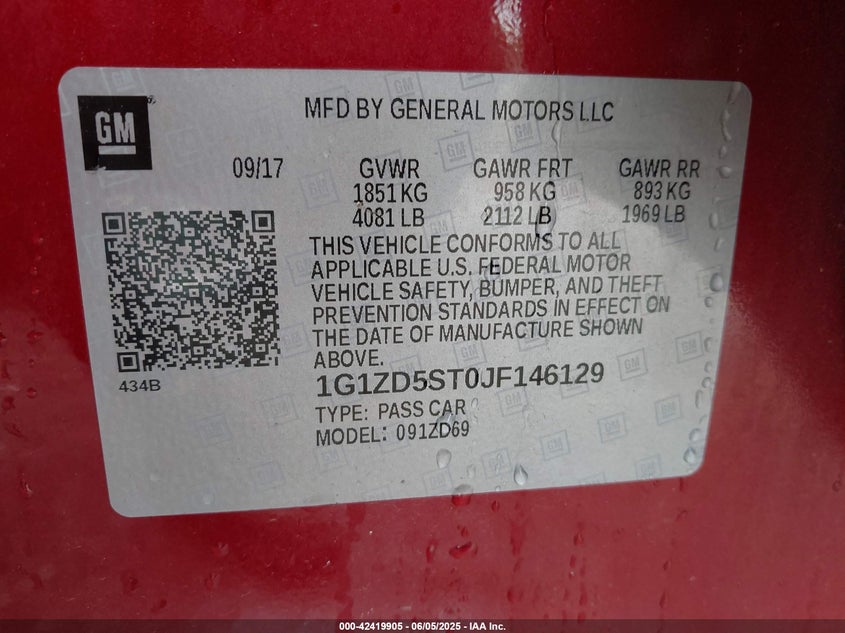 GM
MFD BY GENERAL MOTORS LLC
09/17 GVWR GAWR FRT GAWR RR
1851 KG 958 KG 893 KG
4081 LB 2112 LB 1969 LB
THIS VEHICLE CONFORMS TO ALL
APPLICABLE U.S. FEDERAL MOTOR
VEHICLE SAFETY, BUMPER, AND THEFT
PREVENTION STANDARDS IN EFFECT ON
THE DATE OF MANUFACTURE SHOWN
ABOVE.
434B
1G1ZD5ST0JF146129
TYPE: PASS CAR
MODEL: 091ZD69
000-42419905 - 06/05/2025 - IAA Inc.